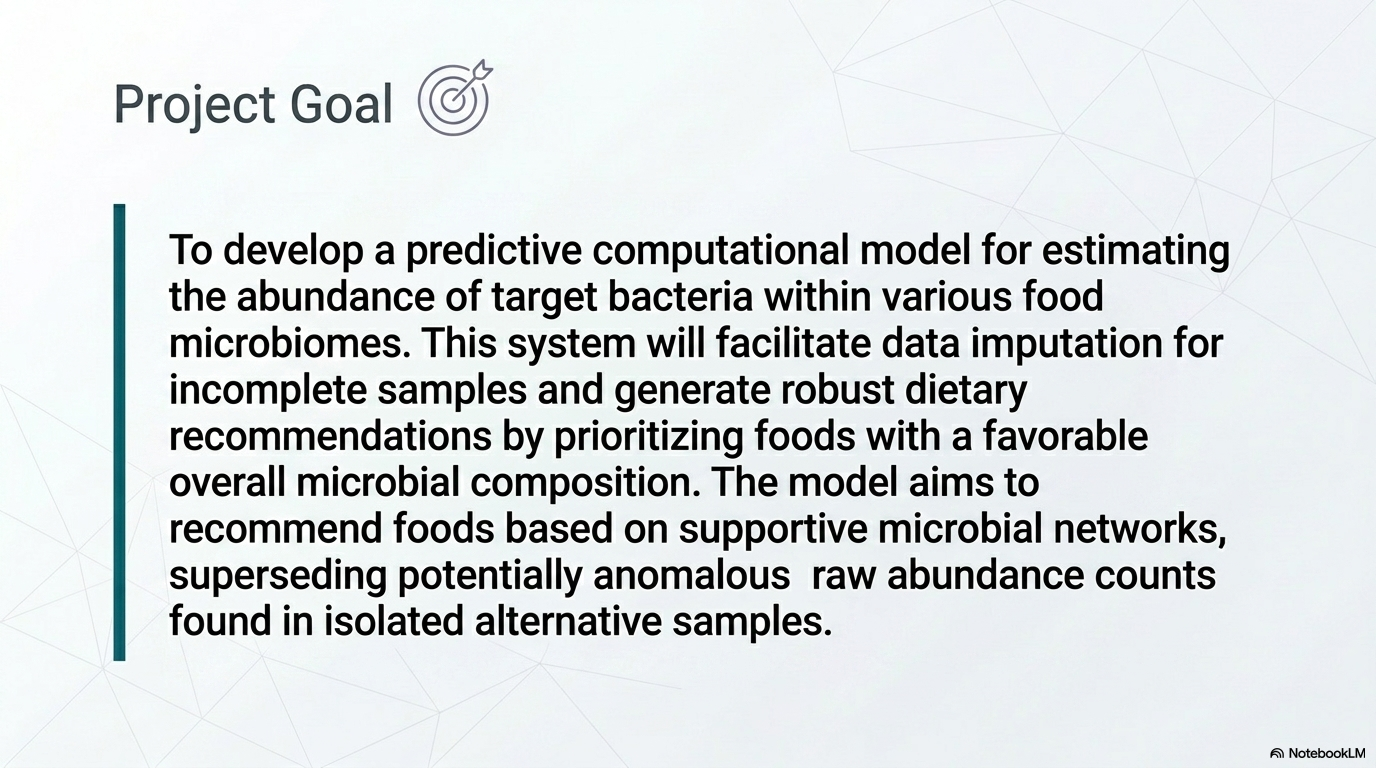 Project Goal
To develop a predictive computational model for estimating
the abundance of target bacteria within various food
microbiomes. This system will facilitate data imputation for
incomplete samples and generate robust dietary
recommendations by prioritizing foods with a favorable
overall microbial composition. The model aims to
recommend foods based on supportive microbial networks,
superseding potentially anomalous  raw abundance counts
found in isolated alternative samples.
NotebookLM